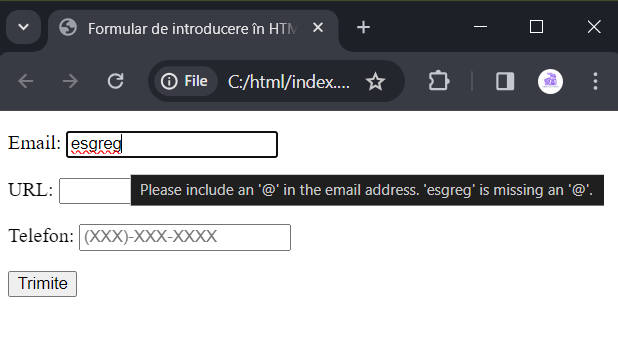 Formular de introducere în HTM
File
C:/html/index....
Email: esgreg
URL:
Please include an '@' in the email address. 'esgreg' is missing an '@'.
Telefon: (XXX)-XXX-XXXX
Trimite